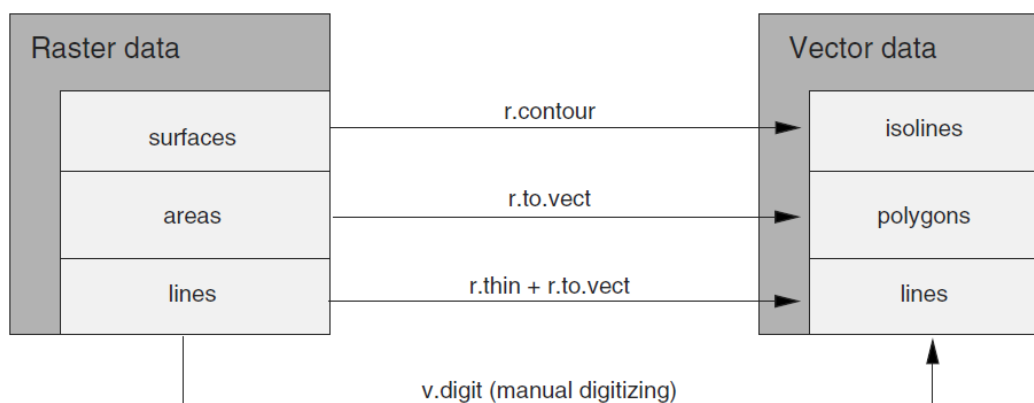 Raster data
Vector data
surfaces
r.contour
isolines
areas
r.to.vect
polygons
lines
r.thin + r.to.vect
lines
v.digit (manual digitizing)